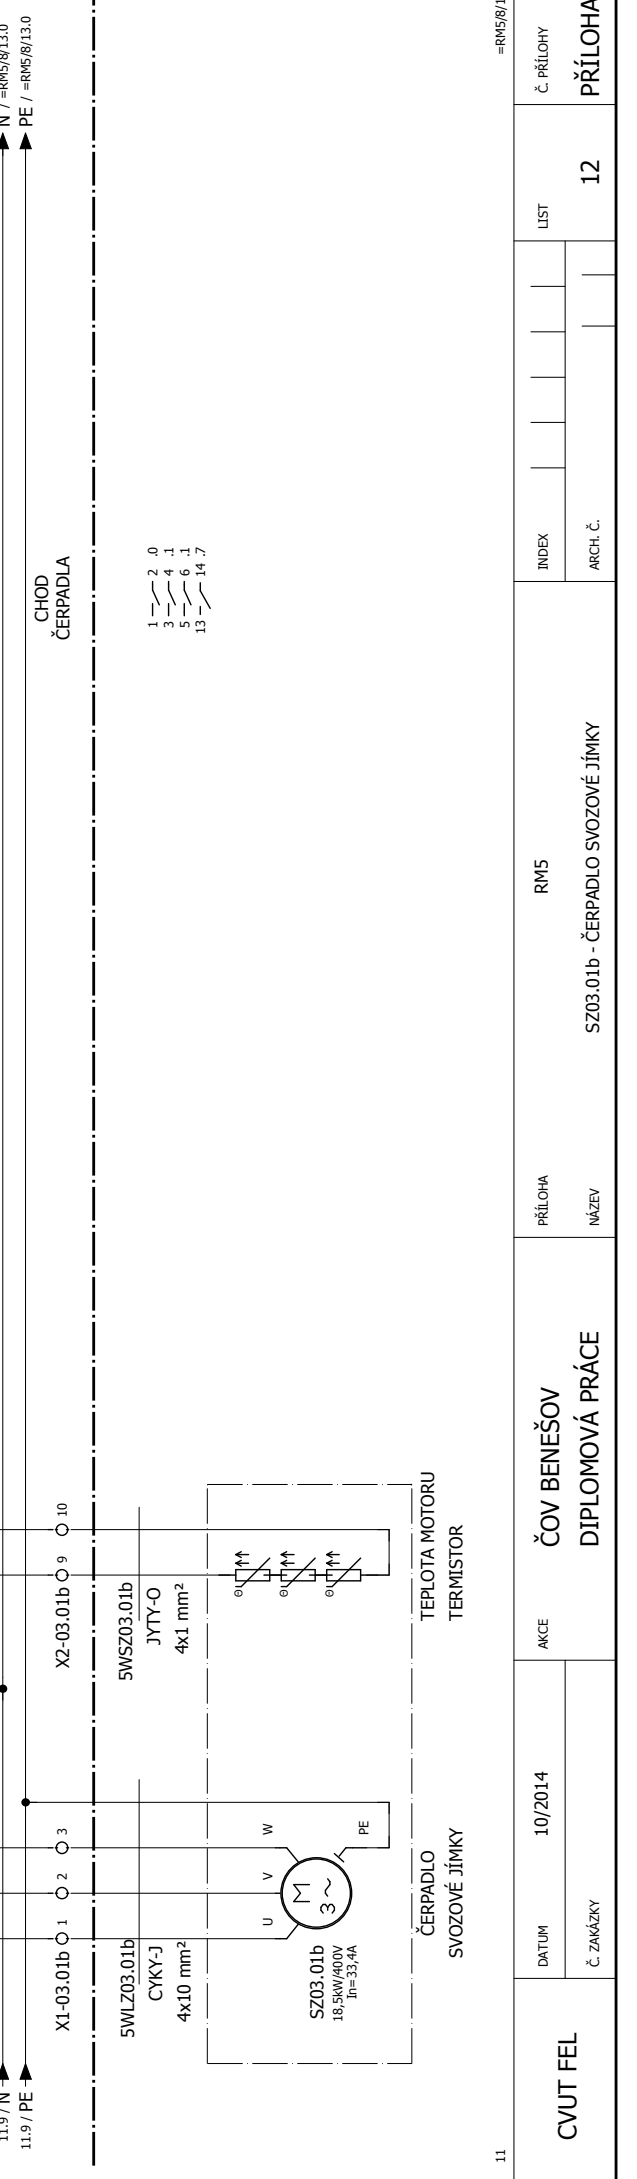 11.9 / N
N / =RM5/8/13.0
11.9 / PE
PE / =RM5/8/13.0
X1-03.01b 1 2 3
X2-03.01b 9 10
CHOD
ČERPADLA
5WLZ03.01b
CYKY-J
4x10 mm²
5WSZ03.01b
JYTY-O
4x1 mm²
1 2 .0
3 4 .1
5 6 .1
13 14 .7
U V W
PE
M
3 ~
SZ03.01b
18,5kW/400V
In=33,4A
Θ
Θ
Θ
ČERPADLO
SVOZOVÉ JÍMKY
TEPLOTA MOTORU
TERMISTOR
11
=RM5/8/1
CVUT FEL
DATUM 10/2014
Č. ZAKÁZKY
AKCE
ČOV BENEŠOV
DIPLOMOVÁ PRÁCE
PŘÍLOHA RM5
NÁZEV SZ03.01b - ČERPADLO SVOZOVÉ JÍMKY
INDEX
ARCH. Č.
LIST
12
Č. PŘÍLOHY
PŘÍLOHA